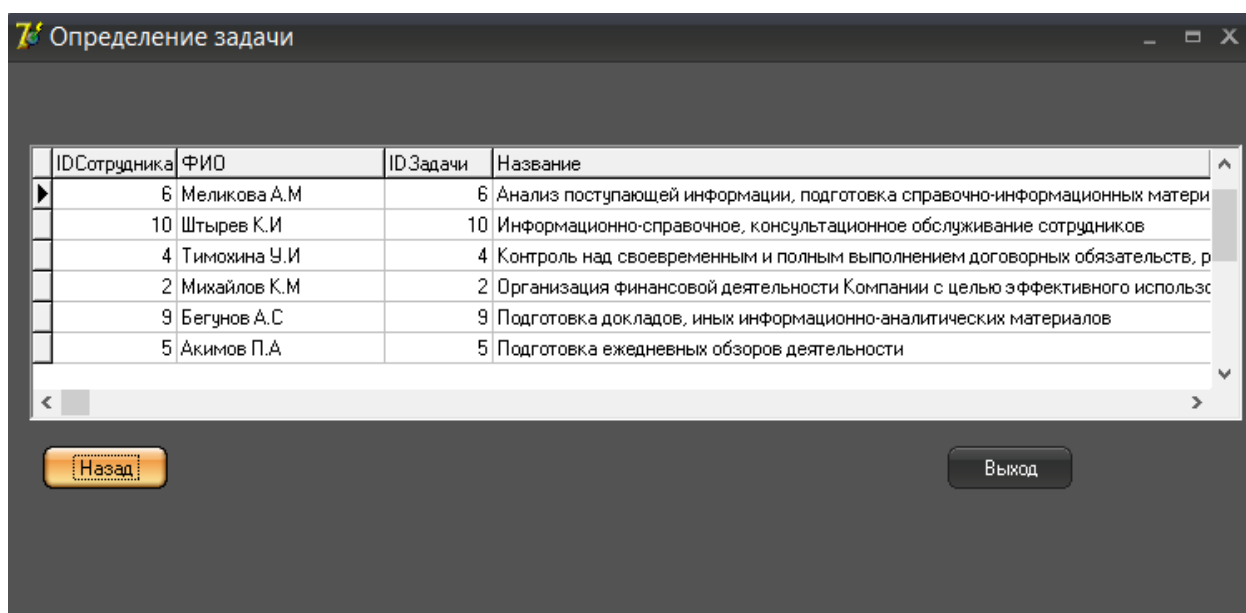 Определение задачи
IDСотрудника ФИО IDЗадачи Название
6 Меликова А.М 6 Анализ поступающей информации, подготовка справочно-информационных матери
10 Штырев К.И 10 Информационно-справочное, консультационное обслуживание сотрудников
4 Тимохина У.И 4 Контроль над своевременным и полным выполнением договорных обязательств, р
2 Михайлов К.М 2 Организация финансовой деятельности Компании с целью эффективного использо
9 Бегунов А.С 9 Подготовка докладов, иных информационно-аналитических материалов
5 Акимов П.А 5 Подготовка ежедневных обзоров деятельности
Назад Выход